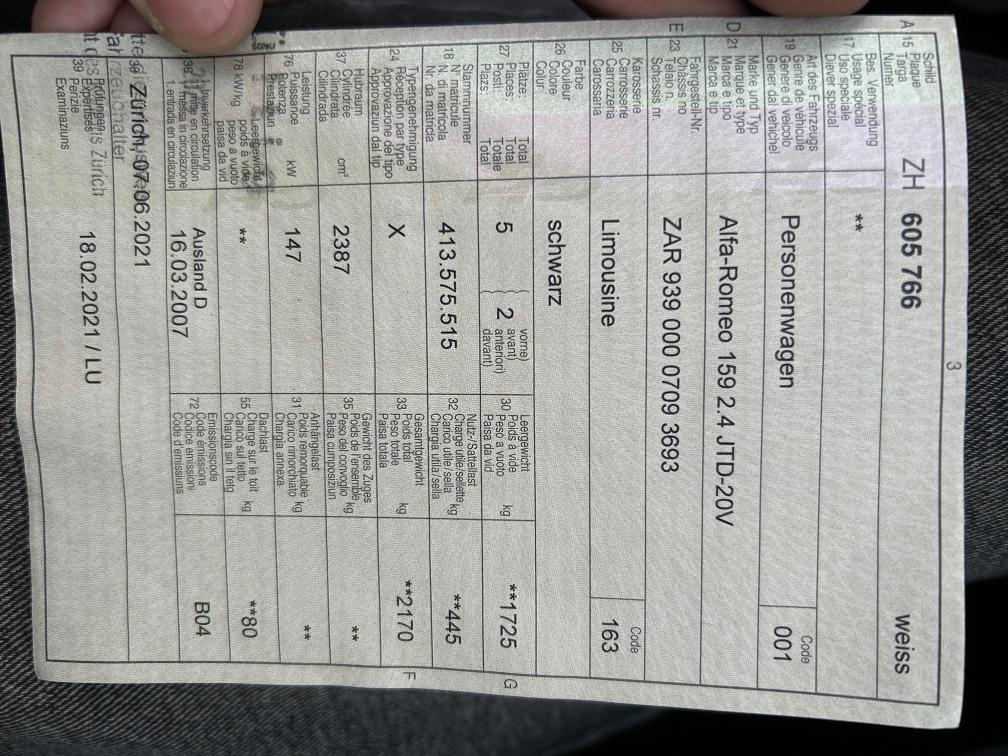 3
Schild
A 15 Plaque
Targa
Numer
ZH 605 766
weiss
Bes. Verwendung
17 Usage spécial
Uso speciale
Diever spezial
**
Art des Fahrzeugs
19 Genre de véhicule
Genere di veicolo
Gener dal vehichel
Personenwagen
Code
001
Marke und Typ
D 21 Marque et type
Marca e tipo
Marca e tip
Alfa-Romeo 159 2.4 JTD-20V
Fahrgestell-Nr.
E 23 Châssis no
Telaio n.
Schassis nr.
ZAR 939 000 0709 3693
Karosserie
25 Carrosserie
Carrozzeria
Carossaria
Limousine
Code
163
Farbe
26 Couleur
Colore
Colur
schwarz
Plätze: Total
27 Places: Total
Posti: Totale
Plazs: Total
5
2
vorne)
avant)
anteriori)
davant)
Leergewicht
30 Poids à vide kg
Peso a vuoto
Paisa da vid
**1725
G
Stammnummer
18 N° matricule
N. di matricola
Nr. da matricla
413.575.515
Nutz-/Sattellast
32 Charge utile/sellette kg
Carico utile/sella
Chargia utila/sella
**445
Typengenehmigung
24 Réception par type
Approvazione del tipo
Approvaziun dal tip
X
Gesamtgewicht
33 Poids total kg
Peso totale
Paisa totala
**2170
F
Hubraum
37 Cylindrée cm³
Cilindrata
Cilindrada
2387
Gewicht des Zuges
35 Poids de l'ensemble kg
Peso del convoglio
Paisa cumposiziun
**
Leistung
76 Puissance kW
Potenza
Prestaziun
147
Anhängelast
31 Poids remorquable kg
Carico rimorchiato
Chargia annexa
**
Leergewicht
78 kW/kg poids à vide
peso a vuoto
paisa da vid
**
Dachlast
55 Charge sur le toit kg
Carico sul tetto
Chargia sin il tetg
**80
1. Inverkehrsetzung
36 1. mise en circulation
1. messa in circolazione
1. entrada en circulaziun
Ausland D
16.03.2007
Emissionscode
72 Code émissions
Codice emissioni
Code d'emissiuns
B04
Zürich, 07.06.2021
Prüfungen
Expertises
39 Perizie
Examinaziuns
18.02.2021 / LU